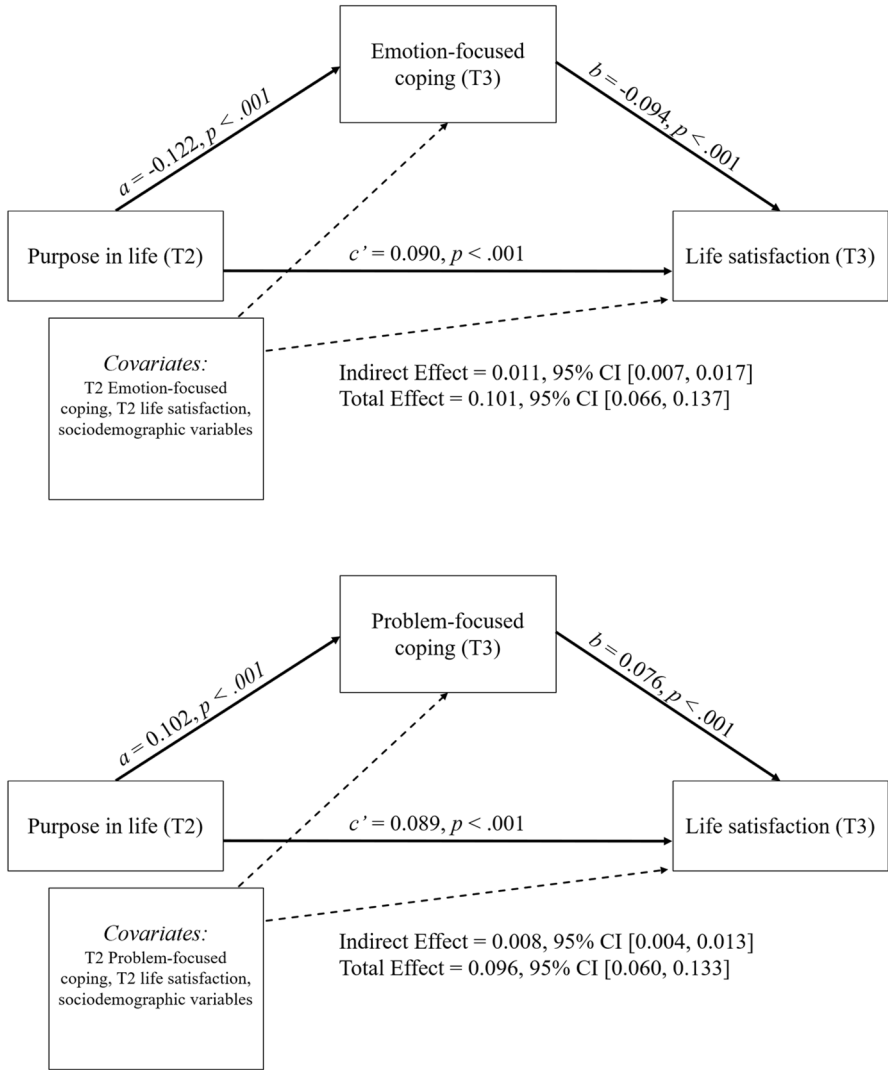 Emotion-focused
coping (T3)
a = -0.122, p < .001
b = -0.094, p < .001
Purpose in life (T2)
c’ = 0.090, p < .001
Life satisfaction (T3)
Covariates:
T2 Emotion-focused
coping, T2 life satisfaction,
sociodemographic variables
Indirect Effect = 0.011, 95% CI [0.007, 0.017]
Total Effect = 0.101, 95% CI [0.066, 0.137]
Problem-focused
coping (T3)
a = 0.102, p < .001
b = 0.076, p < .001
Purpose in life (T2)
c’ = 0.089, p < .001
Life satisfaction (T3)
Covariates:
T2 Problem-focused
coping, T2 life satisfaction,
sociodemographic variables
Indirect Effect = 0.008, 95% CI [0.004, 0.013]
Total Effect = 0.096, 95% CI [0.060, 0.133]